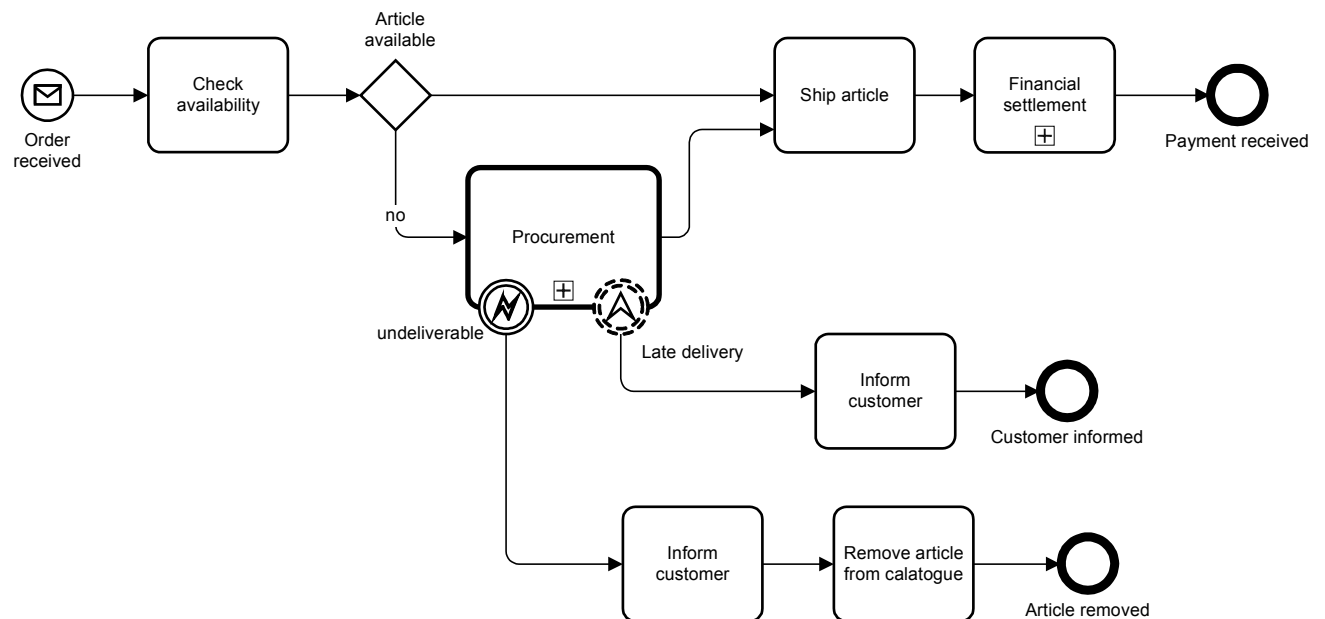 Article
available
Check
availability
Ship article
Financial
settlement
Order
received
Payment received
no
Procurement
undeliverable
Late delivery
Inform
customer
Customer informed
Inform
customer
Remove article
from calatogue
Article removed